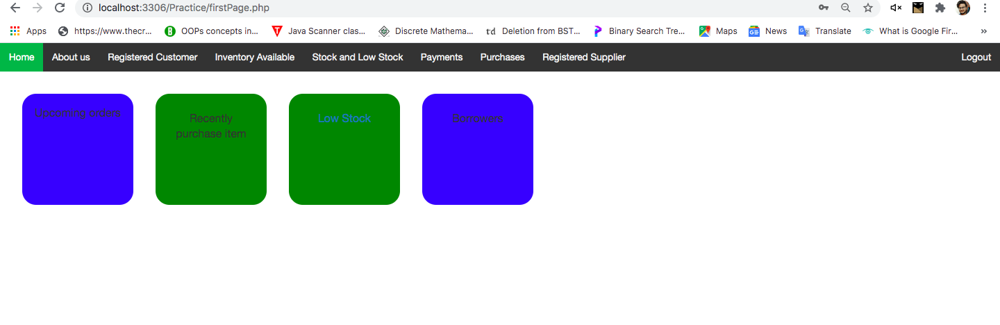 localhost:3306/Practice/firstPage.php
Apps https://www.thecr... OOPs concepts in... Java Scanner clas... Discrete Mathema... td Deletion from BST... Binary Search Tre... Maps News Translate What is Google Fir... »
Home About us Registered Customer Inventory Available Stock and Low Stock Payments Purchases Registered Supplier Logout
Upcoming orders
Recently
purchase item
Low Stock
Borrowers